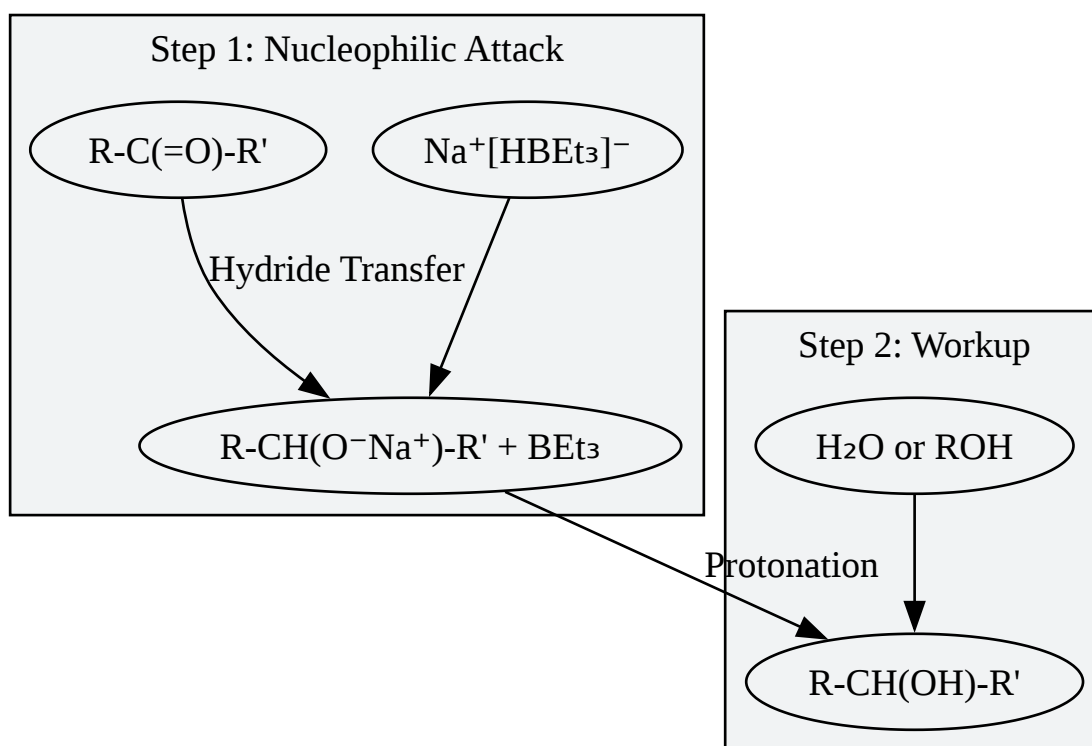 Step 1: Nucleophilic Attack
R-C(=O)-R'
Na⁺[HBEt₃]⁻
Hydride Transfer
R-CH(O⁻Na⁺)-R' + BEt₃
Step 2: Workup
H₂O or ROH
Protonation
R-CH(OH)-R'